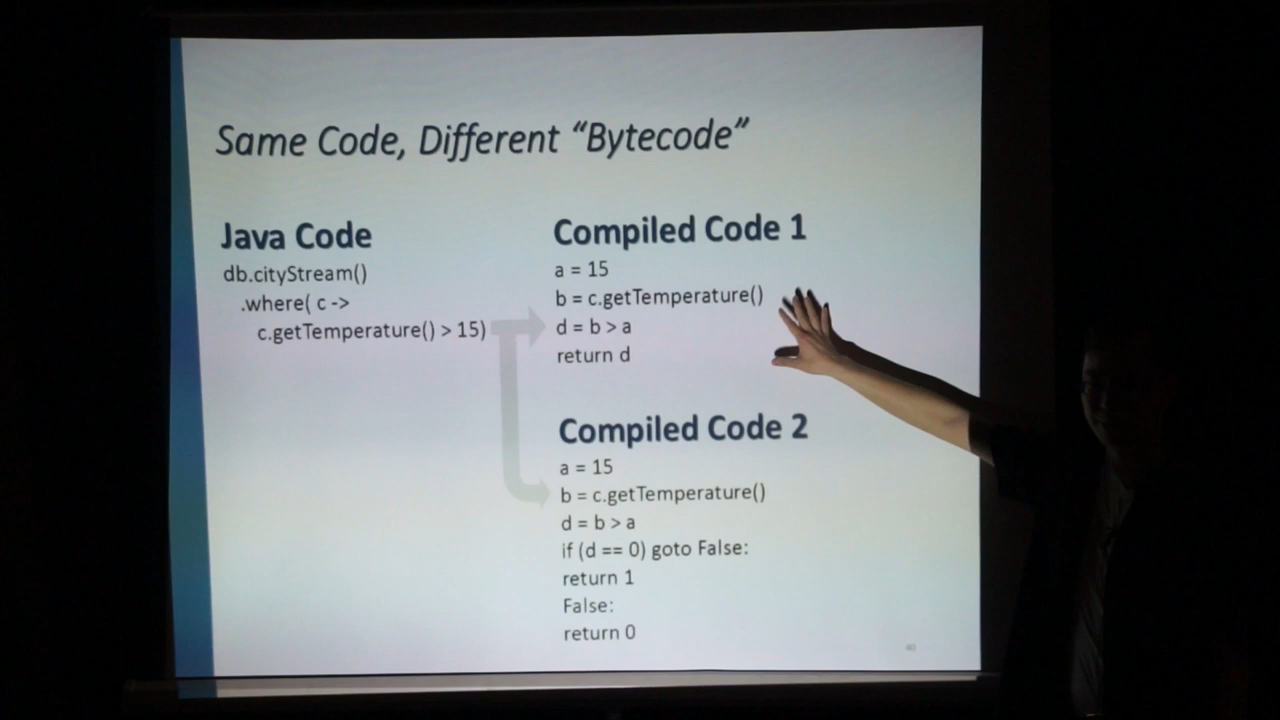 Same Code, Different “Bytecode”
Java Code
db.cityStream()
.where( c ->
c.getTemperature() > 15)
Compiled Code 1
a = 15
b = c.getTemperature()
d = b > a
return d
Compiled Code 2
a = 15
b = c.getTemperature()
d = b > a
if (d == 0) goto False:
return 1
False:
return 0
40